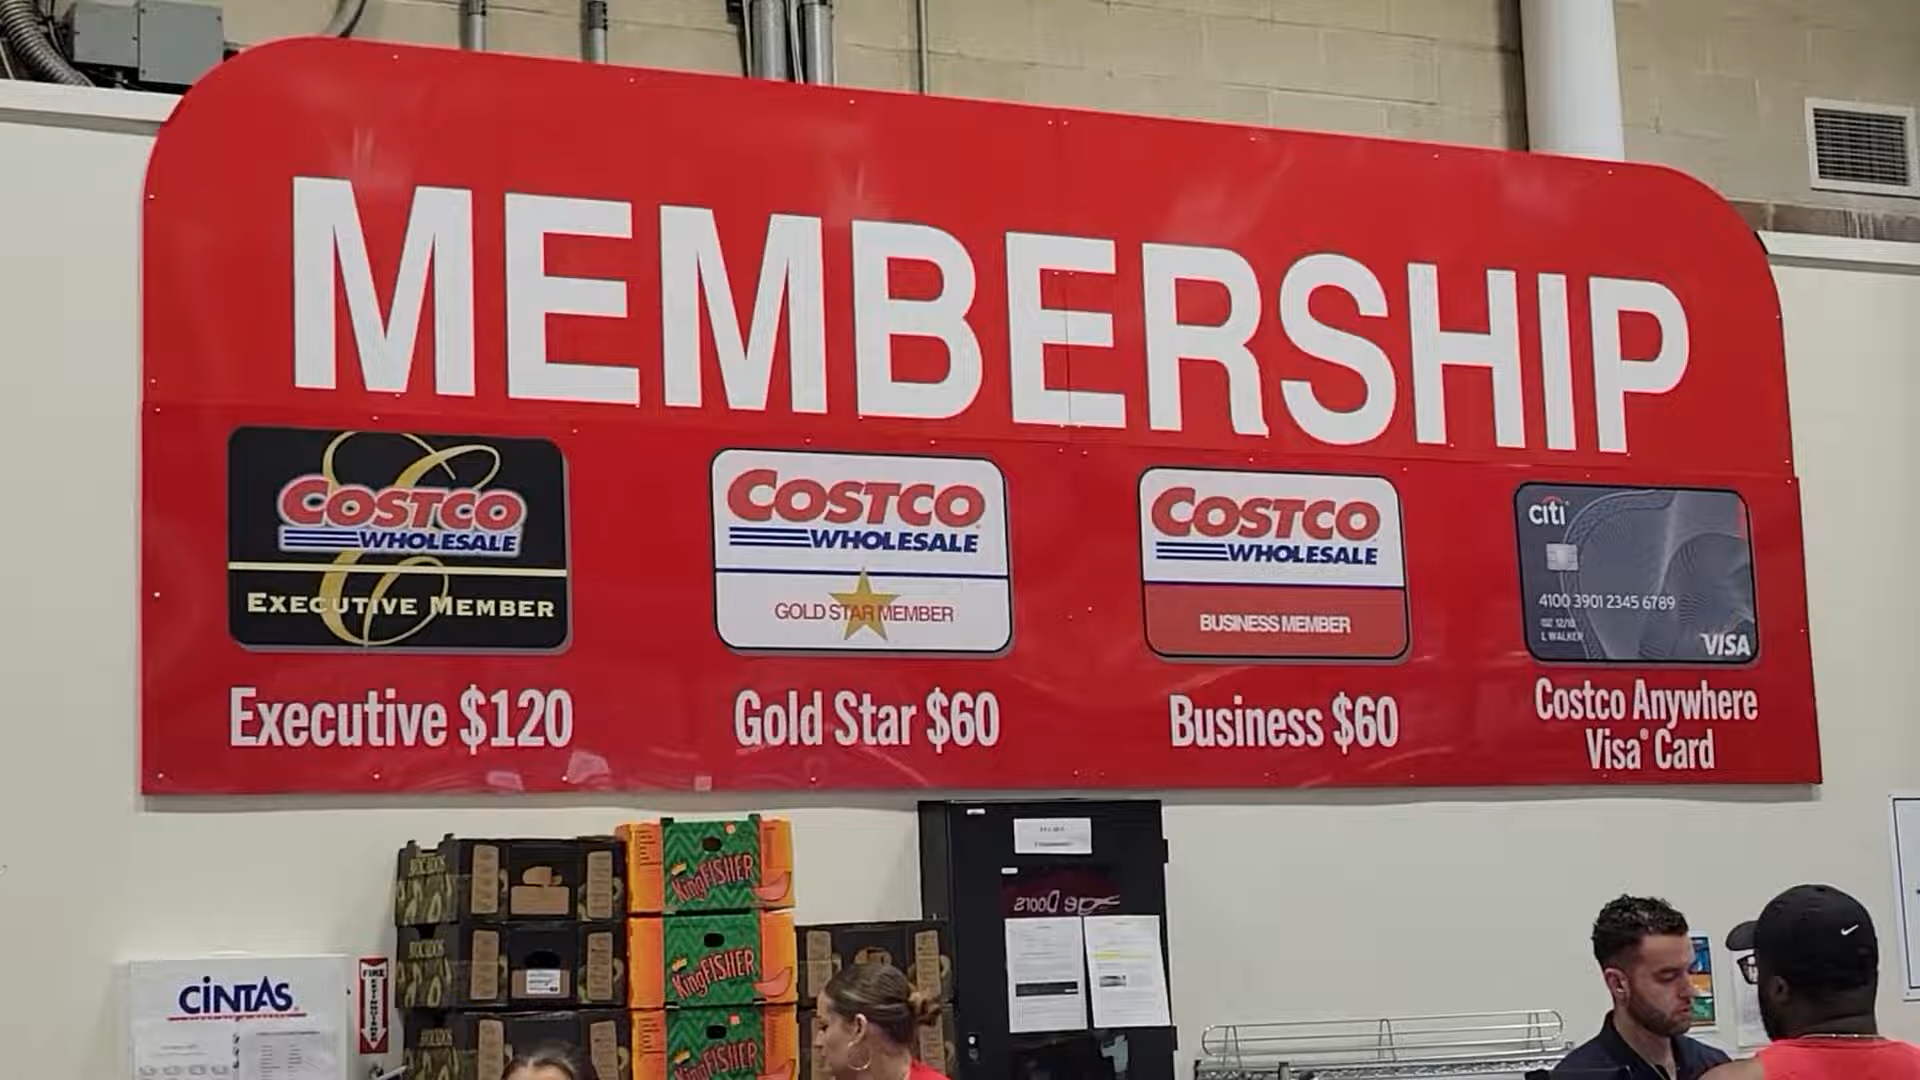 MEMBERSHIP
COSTCO
WHOLESALE
EXECUTIVE MEMBER
Executive $120
COSTCO
WHOLESALE
GOLD STAR MEMBER
Gold Star $60
COSTCO
WHOLESALE
BUSINESS MEMBER
Business $60
citi
4100 3901 2345 6789
L WALKER
VISA
Costco Anywhere
Visa® Card
KingFISHER
KingFISHER
KingFISHER
CINTAS
FIRE
EXTINGUISHER